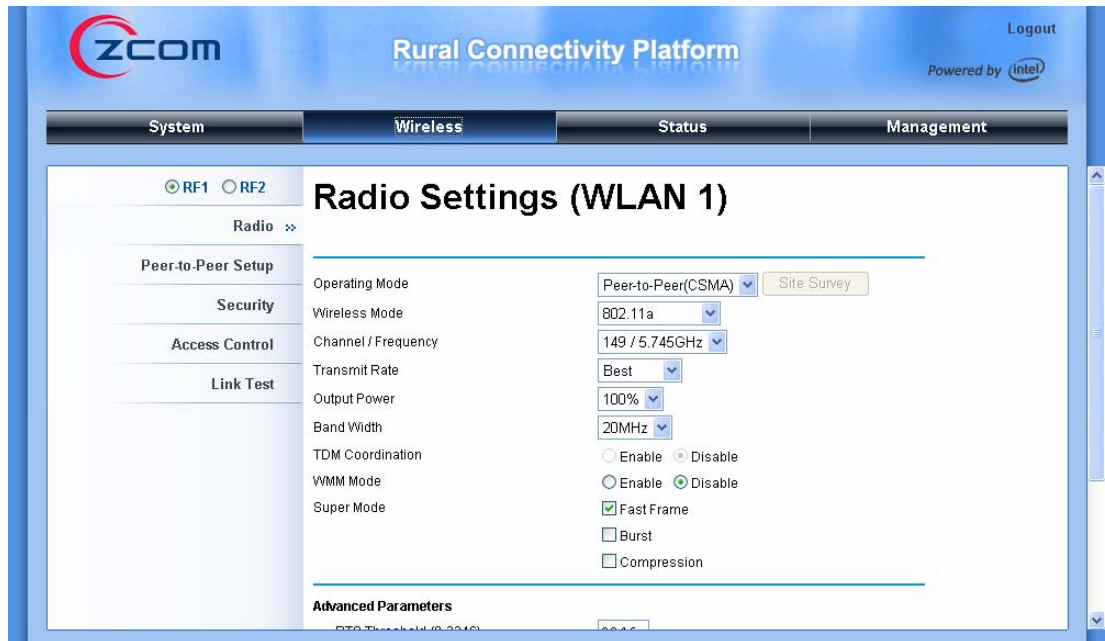 zcom
Rural Connectivity Platform
Logout
Powered by intel
System Wireless Status Management
RF1 RF2
Radio »
Peer-to-Peer Setup
Security
Access Control
Link Test
Radio Settings (WLAN 1)
Operating Mode Peer-to-Peer(CSMA) Site Survey
Wireless Mode 802.11a
Channel / Frequency 149 / 5.745GHz
Transmit Rate Best
Output Power 100%
Band Width 20MHz
TDM Coordination Enable Disable
WMM Mode Enable Disable
Super Mode Fast Frame
Burst
Compression
Advanced Parameters